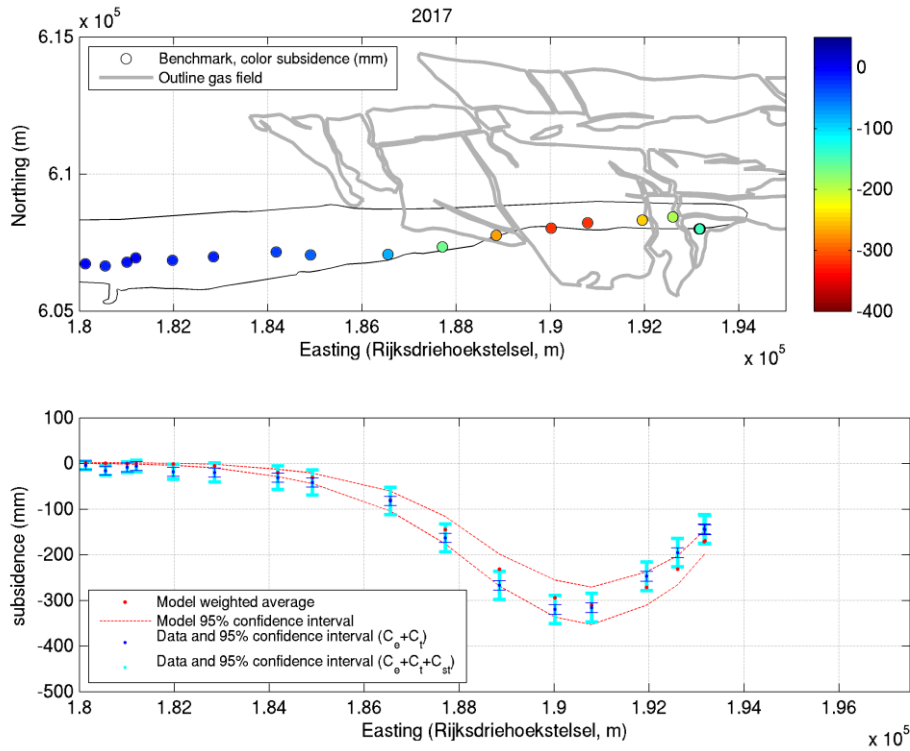 2017
x 10^5
6.15
Benchmark, color subsidence (mm)
Outline gas field
0
6.1
-100
Northing (m)
-200
-300
6.05
-400
1.8 1.82 1.84 1.86 1.88 1.9 1.92 1.94
Easting (Rijksdriehoekstelsel, m)
x 10^5
100
0
-100
-200
subsidence (mm)
-300
Model weighted average
Model 95% confidence interval
Data and 95% confidence interval (C_e+C_t)
Data and 95% confidence interval (C_e+C_t+C_st)
-400
-500
1.8 1.82 1.84 1.86 1.88 1.9 1.92 1.94 1.96
Easting (Rijksdriehoekstelsel, m)
x 10^5